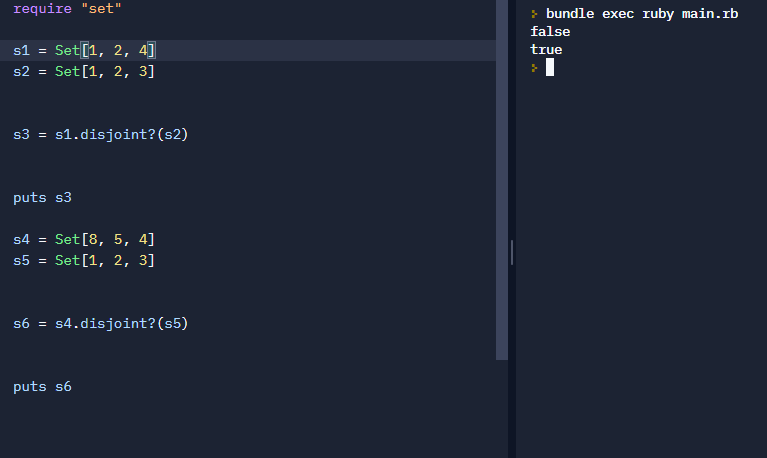 require "set"
s1 = Set[1, 2, 4]
s2 = Set[1, 2, 3]
s3 = s1.disjoint?(s2)
puts s3
s4 = Set[8, 5, 4]
s5 = Set[1, 2, 3]
s6 = s4.disjoint?(s5)
puts s6
bundle exec ruby main.rb
false
true